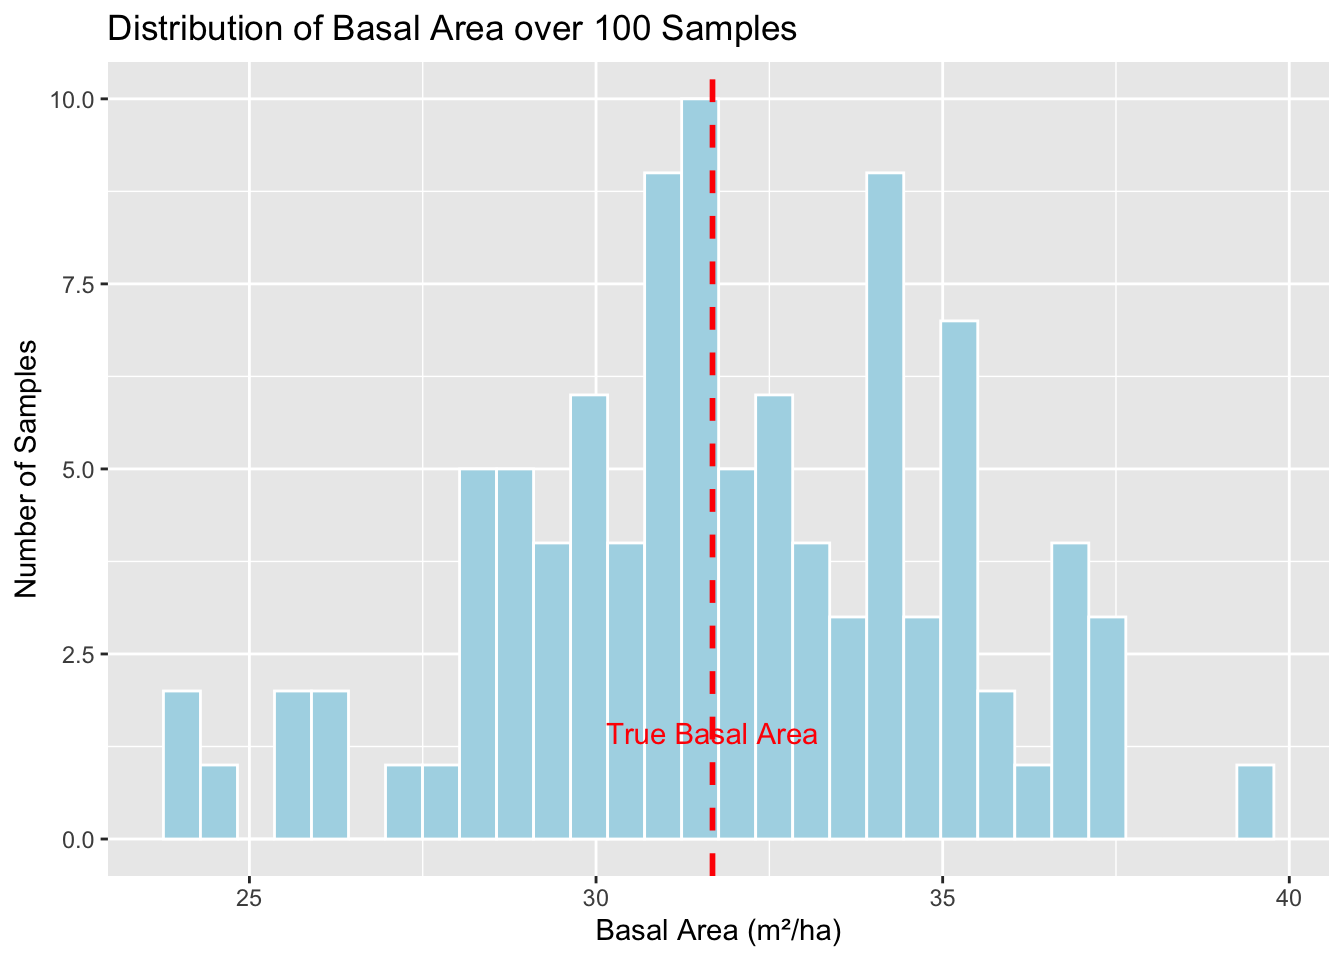 Distribution of Basal Area over 100 Samples
10.0
7.5
5.0
2.5
0.0
Number of Samples
True Basal Area
25 30 35 40
Basal Area (m²/ha)